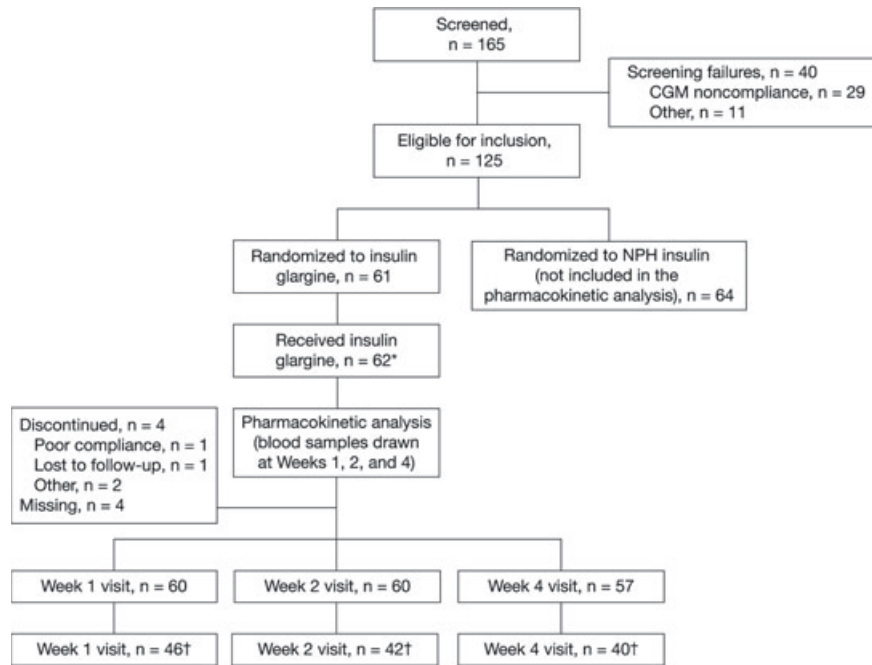 Screened,
n = 165
Screening failures, n = 40
CGM noncompliance, n = 29
Other, n = 11
Eligible for inclusion,
n = 125
Randomized to insulin
glargine, n = 61
Randomized to NPH insulin
(not included in the
pharmacokinetic analysis), n = 64
Received insulin
glargine, n = 62*
Discontinued, n = 4
Poor compliance, n = 1
Lost to follow-up, n = 1
Other, n = 2
Missing, n = 4
Pharmacokinetic analysis
(blood samples drawn
at Weeks 1, 2, and 4)
Week 1 visit, n = 60
Week 2 visit, n = 60
Week 4 visit, n = 57
Week 1 visit, n = 46†
Week 2 visit, n = 42†
Week 4 visit, n = 40†